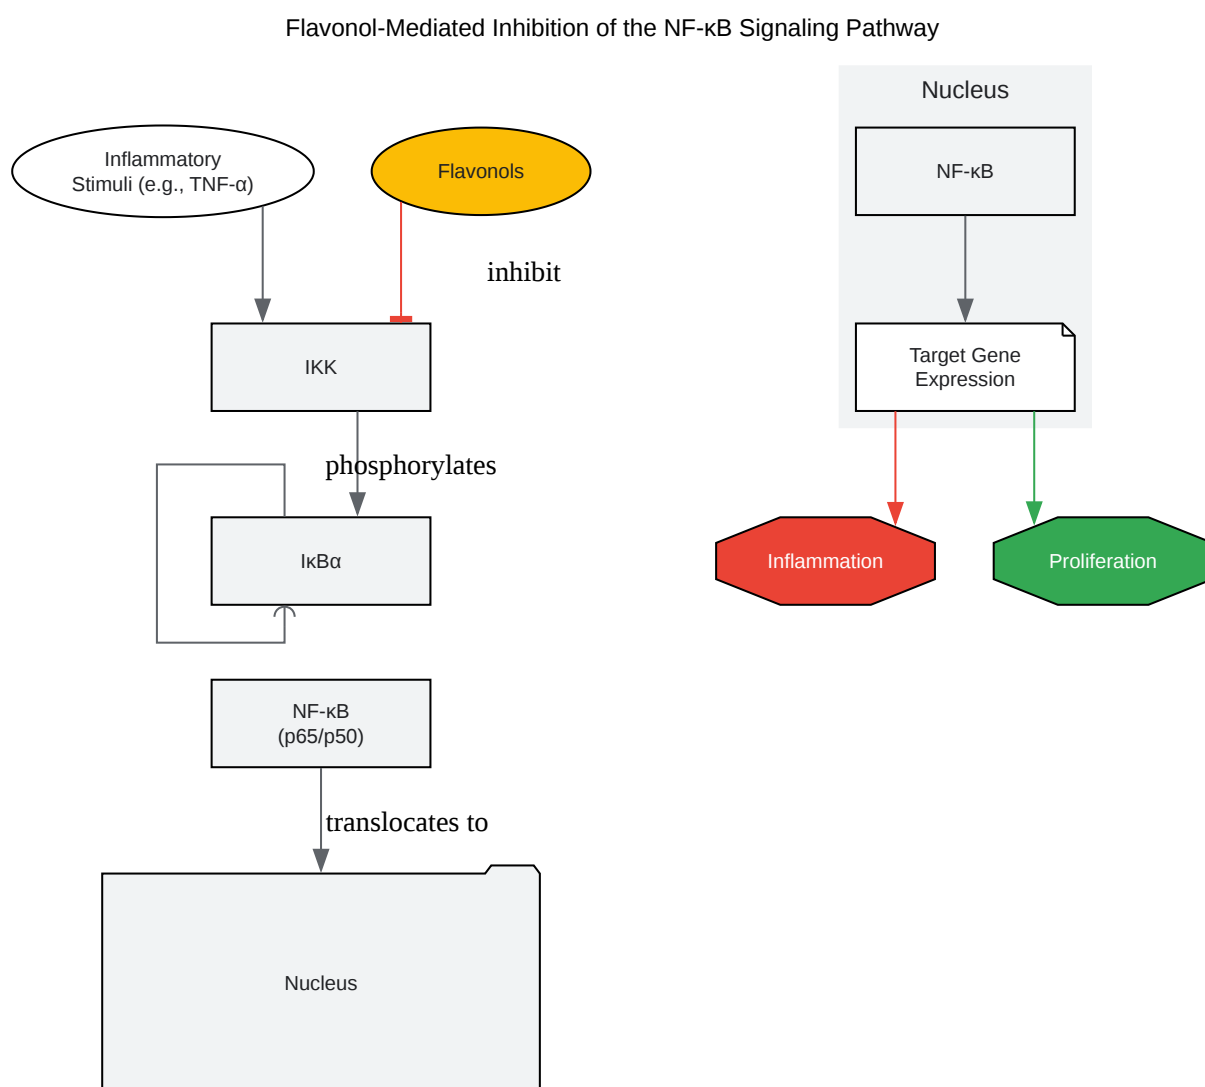 Flavonol-Mediated Inhibition of the NF-κB Signaling Pathway
Inflammatory
Stimuli (e.g., TNF-α)
Flavonols
inhibit
IKK
phosphorylates
IκBα
NF-κB
(p65/p50)
translocates to
Nucleus
Nucleus
NF-κB
Target Gene
Expression
Inflammation
Proliferation